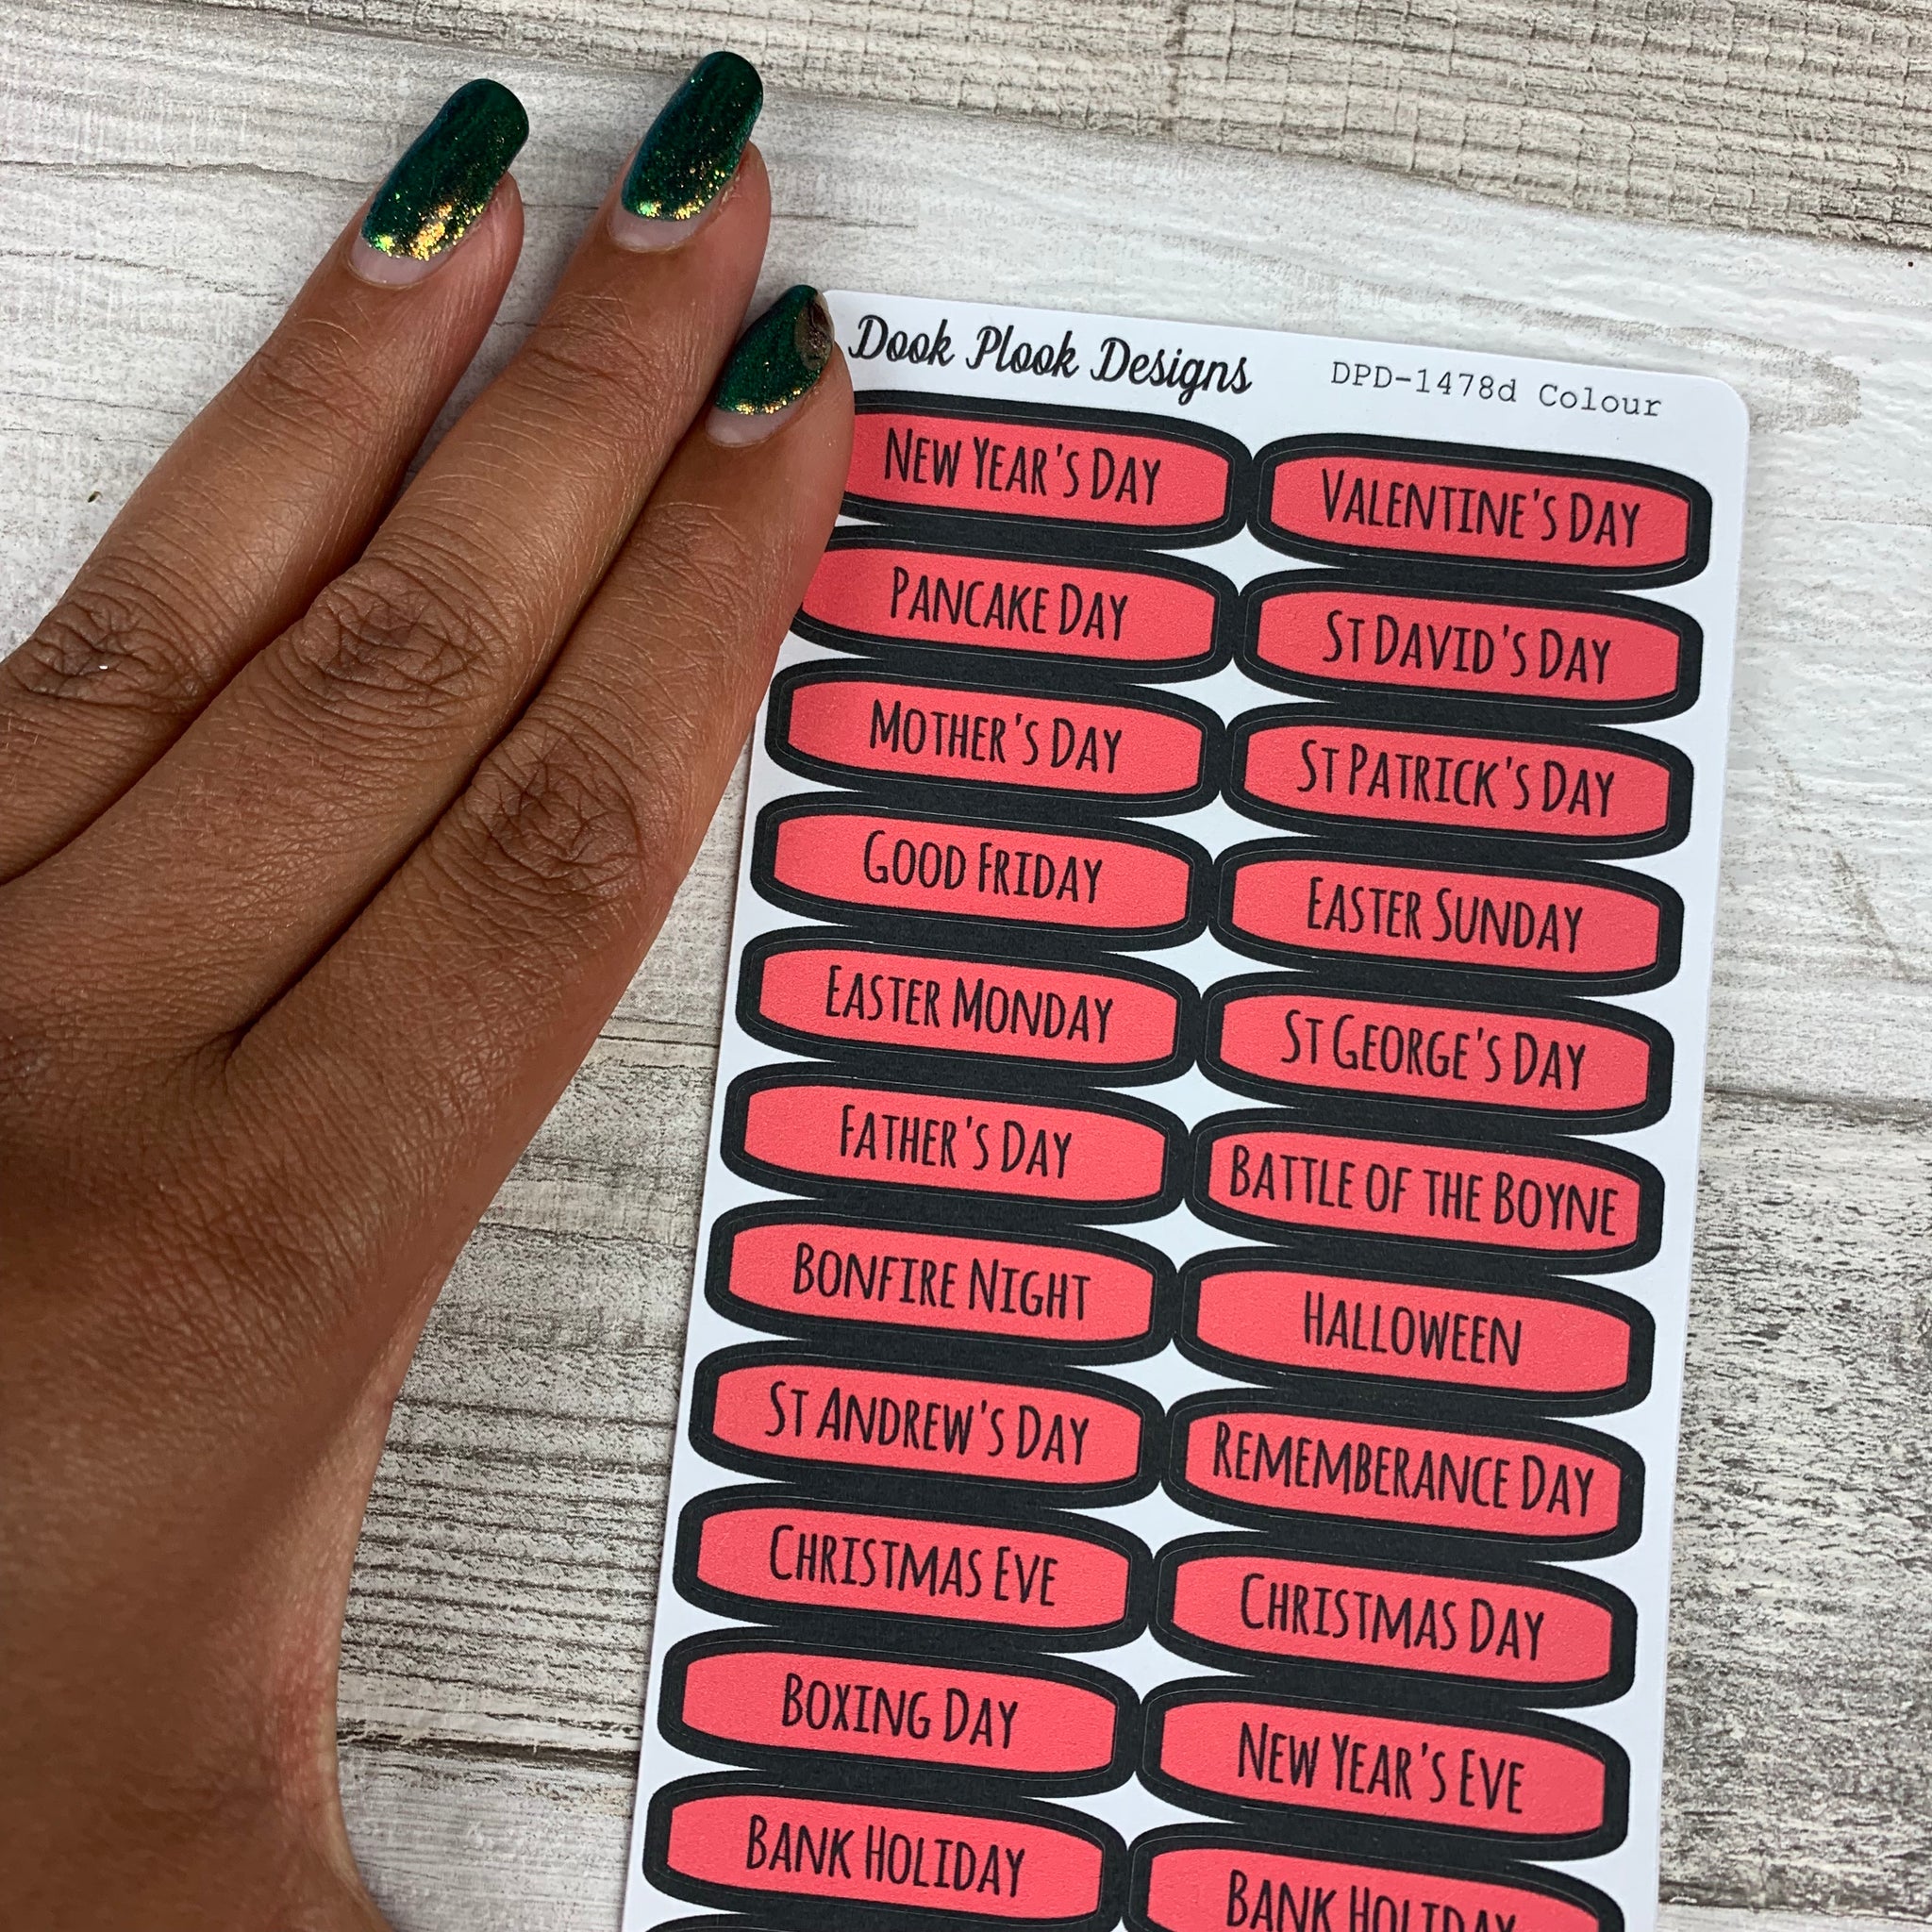 Dook Plook Designs DPD-1478d Colour
New Year's Day Valentine's Day
Pancake Day St David's Day
Mother's Day St Patrick's Day
Good Friday Easter Sunday
Easter Monday St George's Day
Father's Day Battle of the Boyne
Bonfire Night Halloween
St Andrew's Day Rememberance Day
Christmas Eve Christmas Day
Boxing Day New Year's Eve
Bank Holiday Bank Holiday